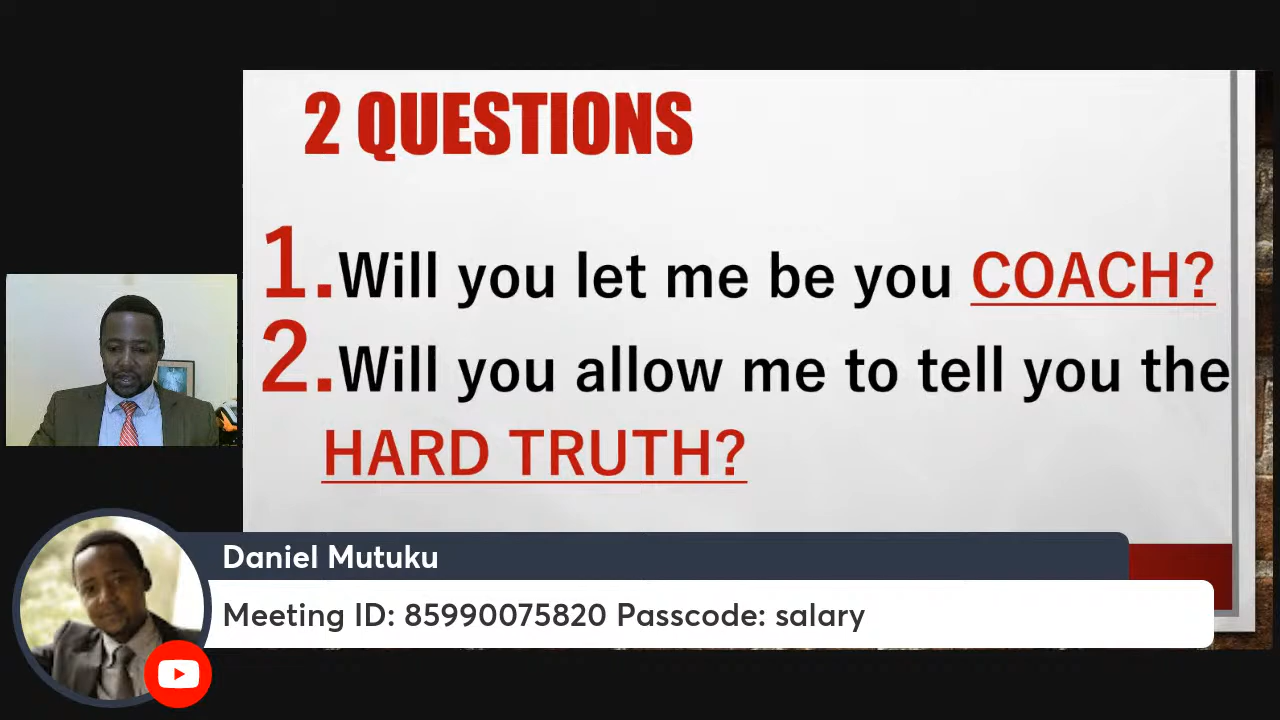 2 QUESTIONS
1.Will you let me be you COACH?
2.Will you allow me to tell you the
HARD TRUTH?
Daniel Mutuku
Meeting ID: 85990075820 Passcode: salary